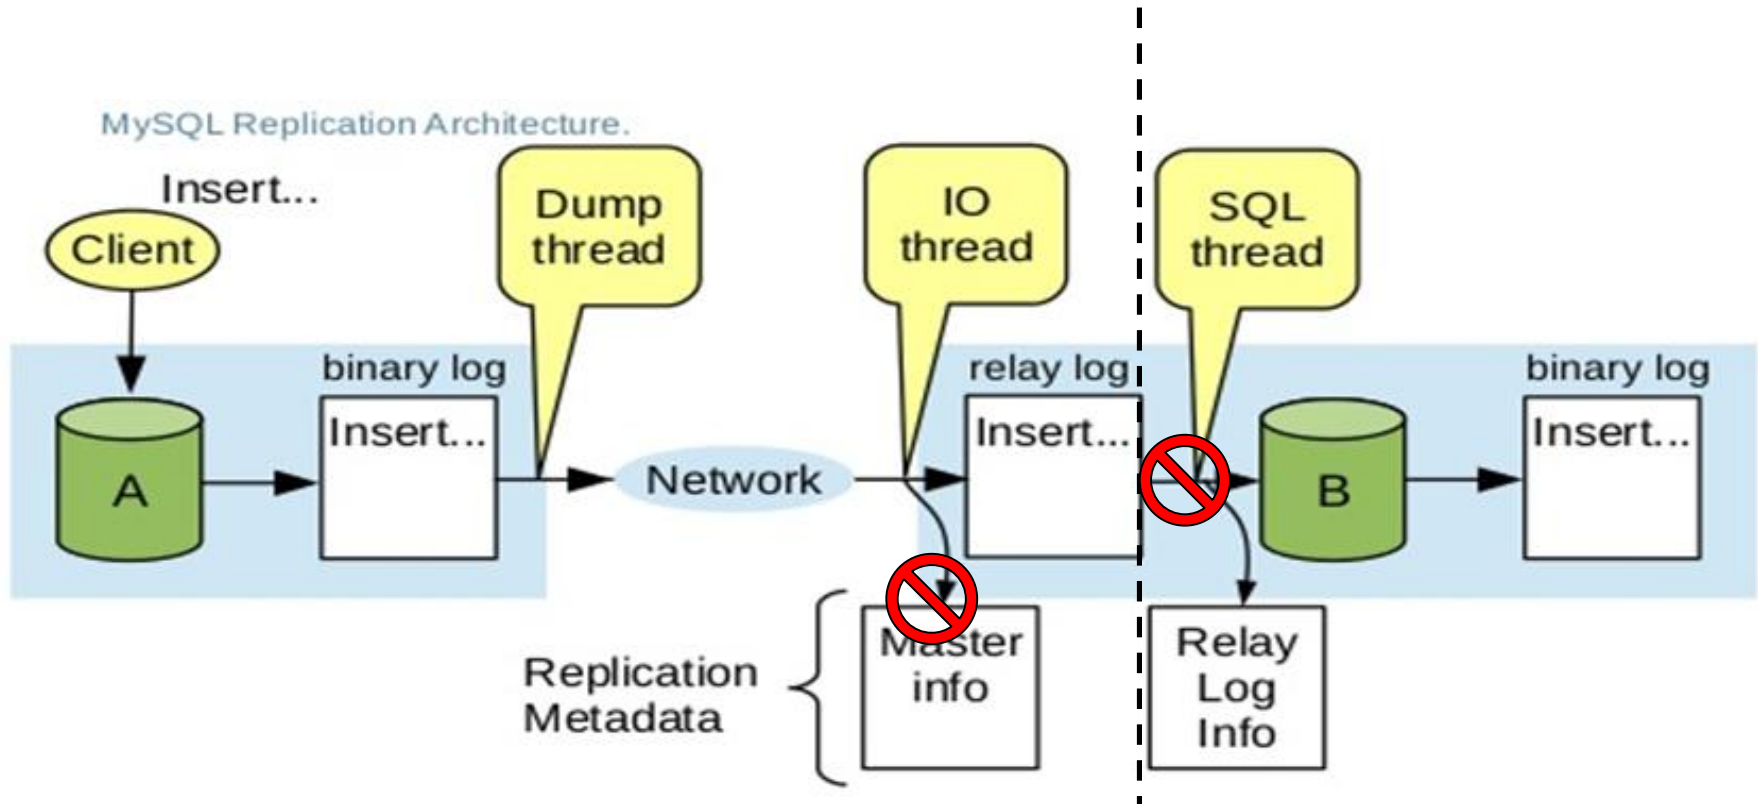 MySQL Replication Architecture.
Insert...
Client
Dump
thread
IO
thread
SQL
thread
binary log
relay log
binary log
Insert...
Insert...
Insert...
A
Network
B
Replication
Metadata
Master
info
Relay
Log
Info